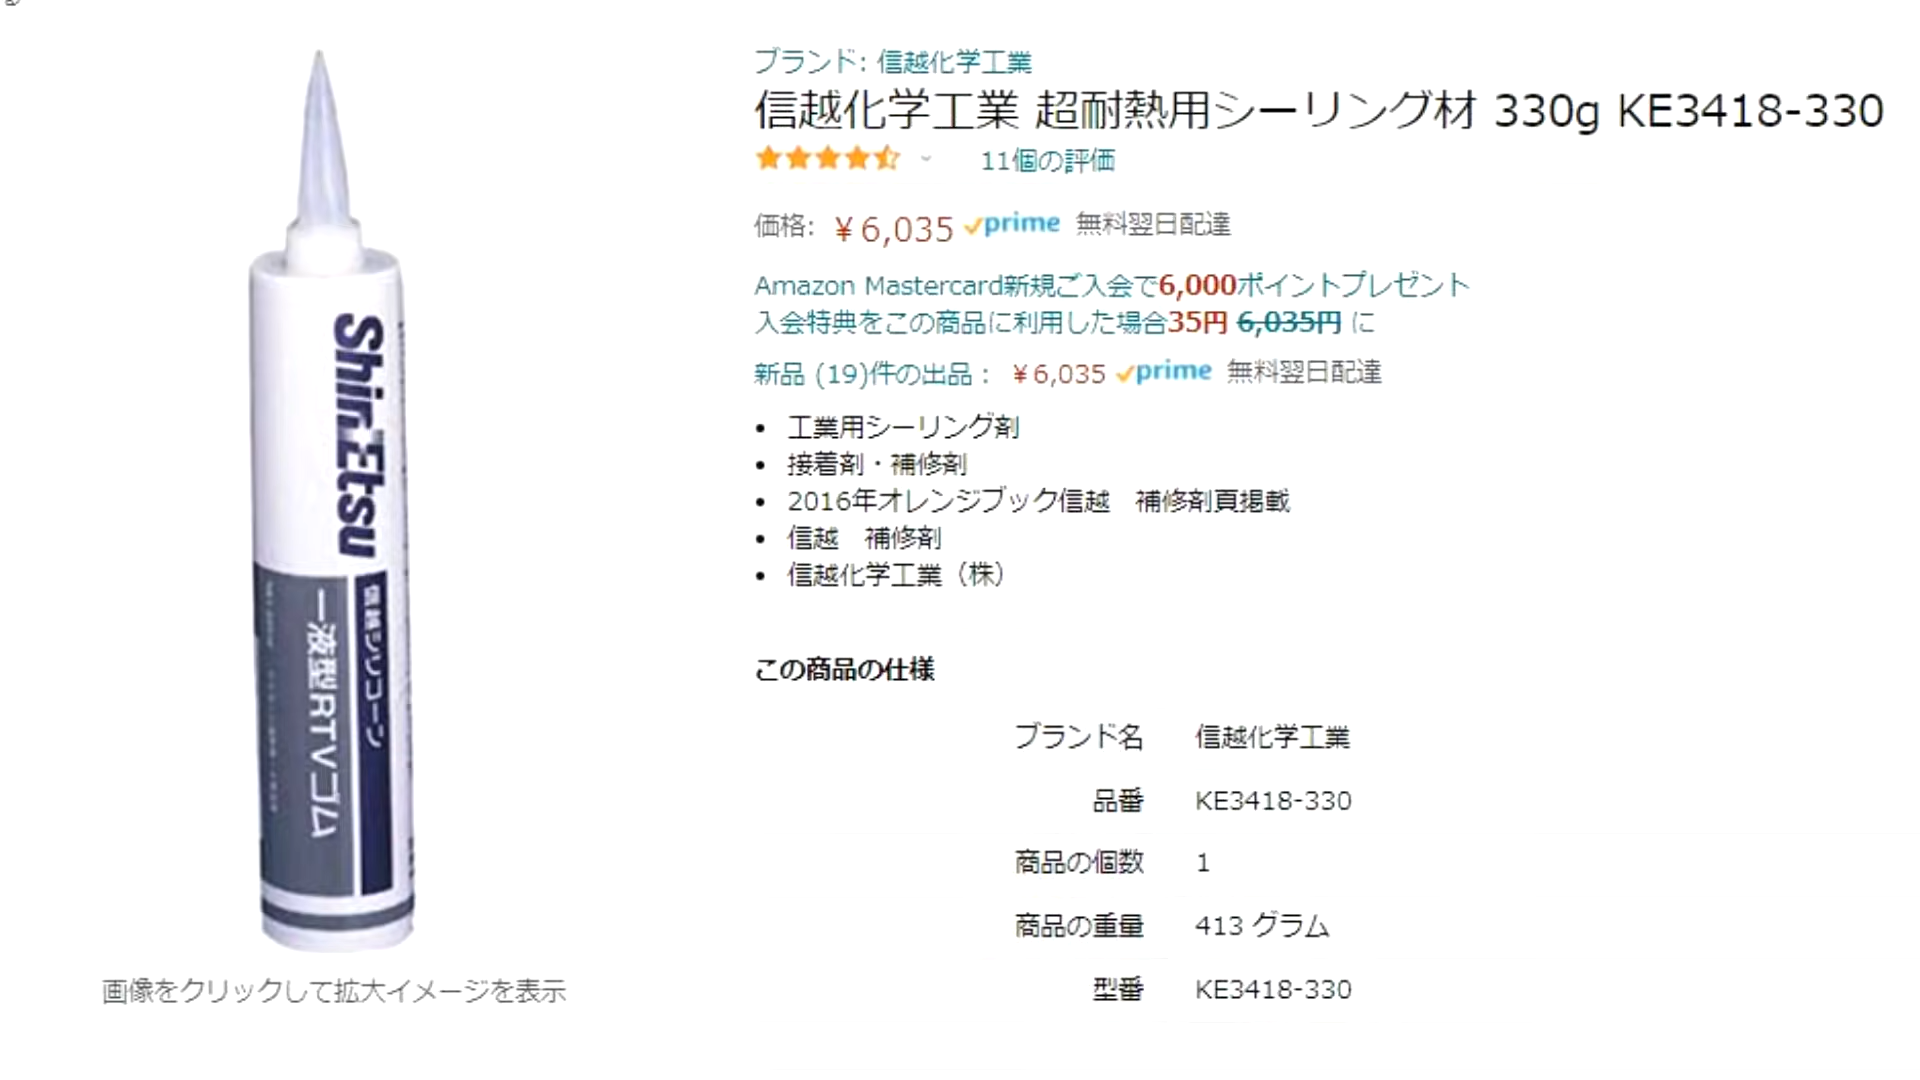 Shin-Etsu
信越シリコーン
一液型RTVゴム
画像をクリックして拡大イメージを表示
ブランド: 信越化学工業
信越化学工業 超耐熱用シーリング材 330g KE3418-330
11個の評価
価格: ￥6,035 prime 無料翌日配達
Amazon Mastercard新規ご入会で6,000ポイントプレゼント
入会特典をこの商品に利用した場合35円 6,035円 に
新品 (19)件の出品： ￥6,035 prime 無料翌日配達
• 工業用シーリング剤
• 接着剤・補修剤
• 2016年オレンジブック信越　補修剤頁掲載
• 信越　補修剤
• 信越化学工業（株）
この商品の仕様
ブランド名 信越化学工業
品番 KE3418-330
商品の個数 1
商品の重量 413 グラム
型番 KE3418-330